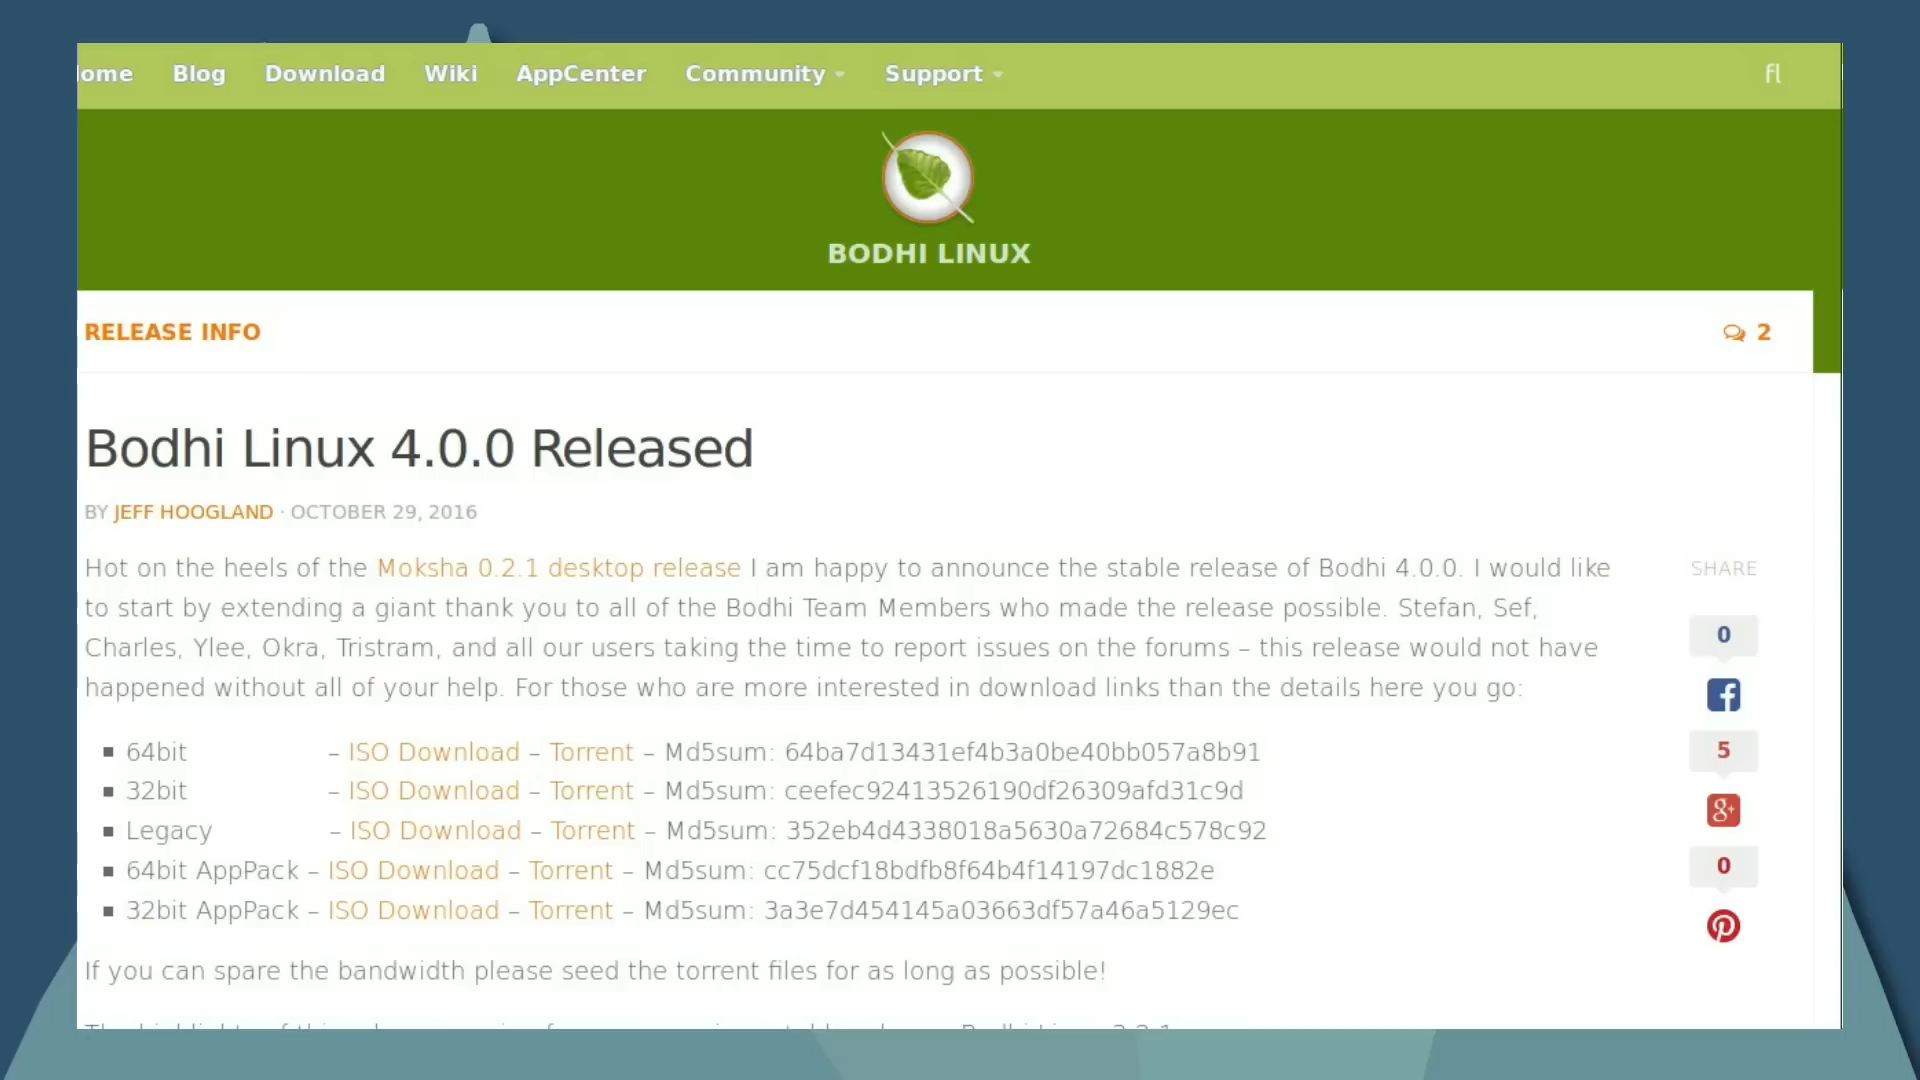 ome Blog Download Wiki AppCenter Community Support fl
BODHI LINUX
RELEASE INFO 2
Bodhi Linux 4.0.0 Released
BY JEFF HOOGLAND · OCTOBER 29, 2016
Hot on the heels of the Moksha 0.2.1 desktop release I am happy to announce the stable release of Bodhi 4.0.0. I would like
to start by extending a giant thank you to all of the Bodhi Team Members who made the release possible. Stefan, Sef,
Charles, Ylee, Okra, Tristram, and all our users taking the time to report issues on the forums – this release would not have
happened without all of your help. For those who are more interested in download links than the details here you go:
64bit – ISO Download – Torrent – Md5sum: 64ba7d13431ef4b3a0be40bb057a8b91
32bit – ISO Download – Torrent – Md5sum: ceefec92413526190df26309afd31c9d
Legacy – ISO Download – Torrent – Md5sum: 352eb4d4338018a5630a72684c578c92
64bit AppPack – ISO Download – Torrent – Md5sum: cc75dcf18bdfb8f64b4f14197dc1882e
32bit AppPack – ISO Download – Torrent – Md5sum: 3a3e7d454145a03663df57a46a5129ec
If you can spare the bandwidth please seed the torrent files for as long as possible!
SHARE
0
f
5
g+
0